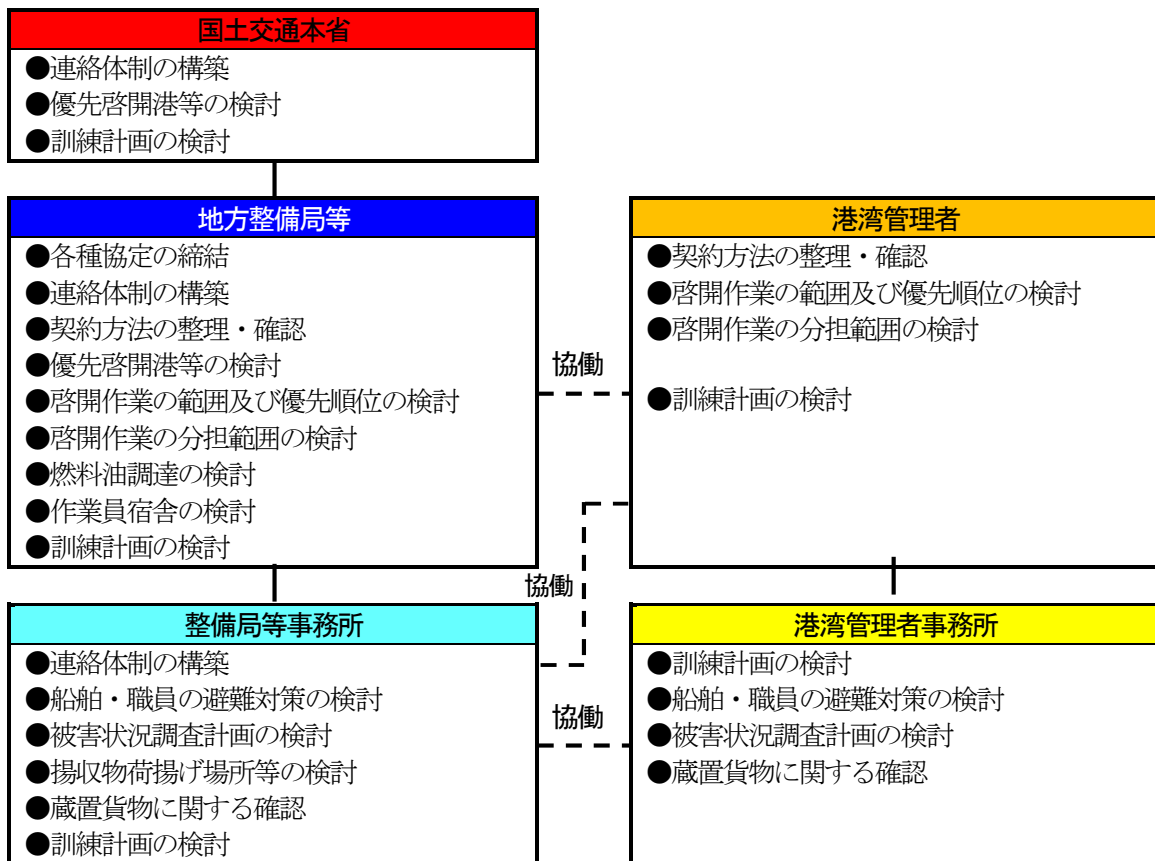 国土交通本省
●連絡体制の構築
●優先啓開港等の検討
●訓練計画の検討
地方整備局等
●各種協定の締結
●連絡体制の構築
●契約方法の整理・確認
●優先啓開港等の検討
●啓開作業の範囲及び優先順位の検討
●啓開作業の分担範囲の検討
●燃料油調達の検討
●作業員宿舎の検討
●訓練計画の検討
協働
港湾管理者
●契約方法の整理・確認
●啓開作業の範囲及び優先順位の検討
●啓開作業の分担範囲の検討
●訓練計画の検討
協働
整備局等事務所
●連絡体制の構築
●船舶・職員の避難対策の検討
●被害状況調査計画の検討
●揚収物荷揚げ場所等の検討
●蔵置貨物に関する確認
●訓練計画の検討
協働
港湾管理者事務所
●訓練計画の検討
●船舶・職員の避難対策の検討
●被害状況調査計画の検討
●蔵置貨物に関する確認